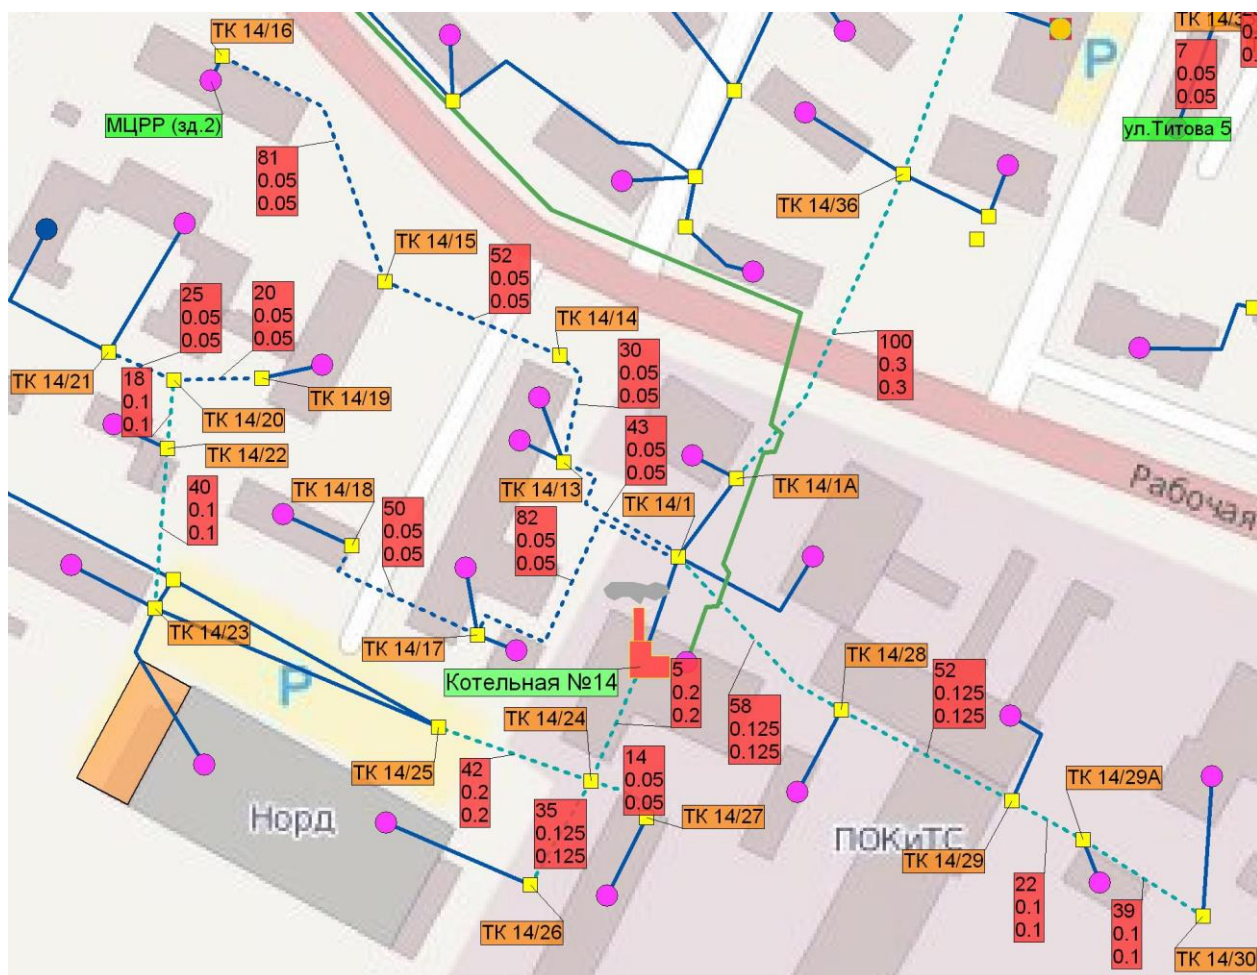 ТК 14/16
P
7
0.05
0.05
МЦРР (зд.2)
ул.Титова 5
81
0.05
0.05
ТК 14/36
ТК 14/15
52
0.05
0.05
25
0.05
0.05
20
0.05
0.05
ТК 14/14
100
0.3
0.3
30
0.05
0.05
ТК 14/21
18
0.1
0.1
ТК 14/20
ТК 14/19
43
0.05
0.05
ТК 14/22
ТК 14/18
ТК 14/13
ТК 14/1
ТК 14/1А
Рабочая
40
0.1
0.1
50
0.05
0.05
82
0.05
0.05
ТК 14/23
ТК 14/17
Котельная №14
5
0.2
0.2
P
ТК 14/28
52
0.125
0.125
58
0.125
0.125
ТК 14/24
ТК 14/25
42
0.2
0.2
14
0.05
0.05
ТК 14/29А
Норд
35
0.125
0.125
ТК 14/27
ПОКиТС
ТК 14/29
22
0.1
0.1
39
0.1
0.1
ТК 14/26
ТК 14/30